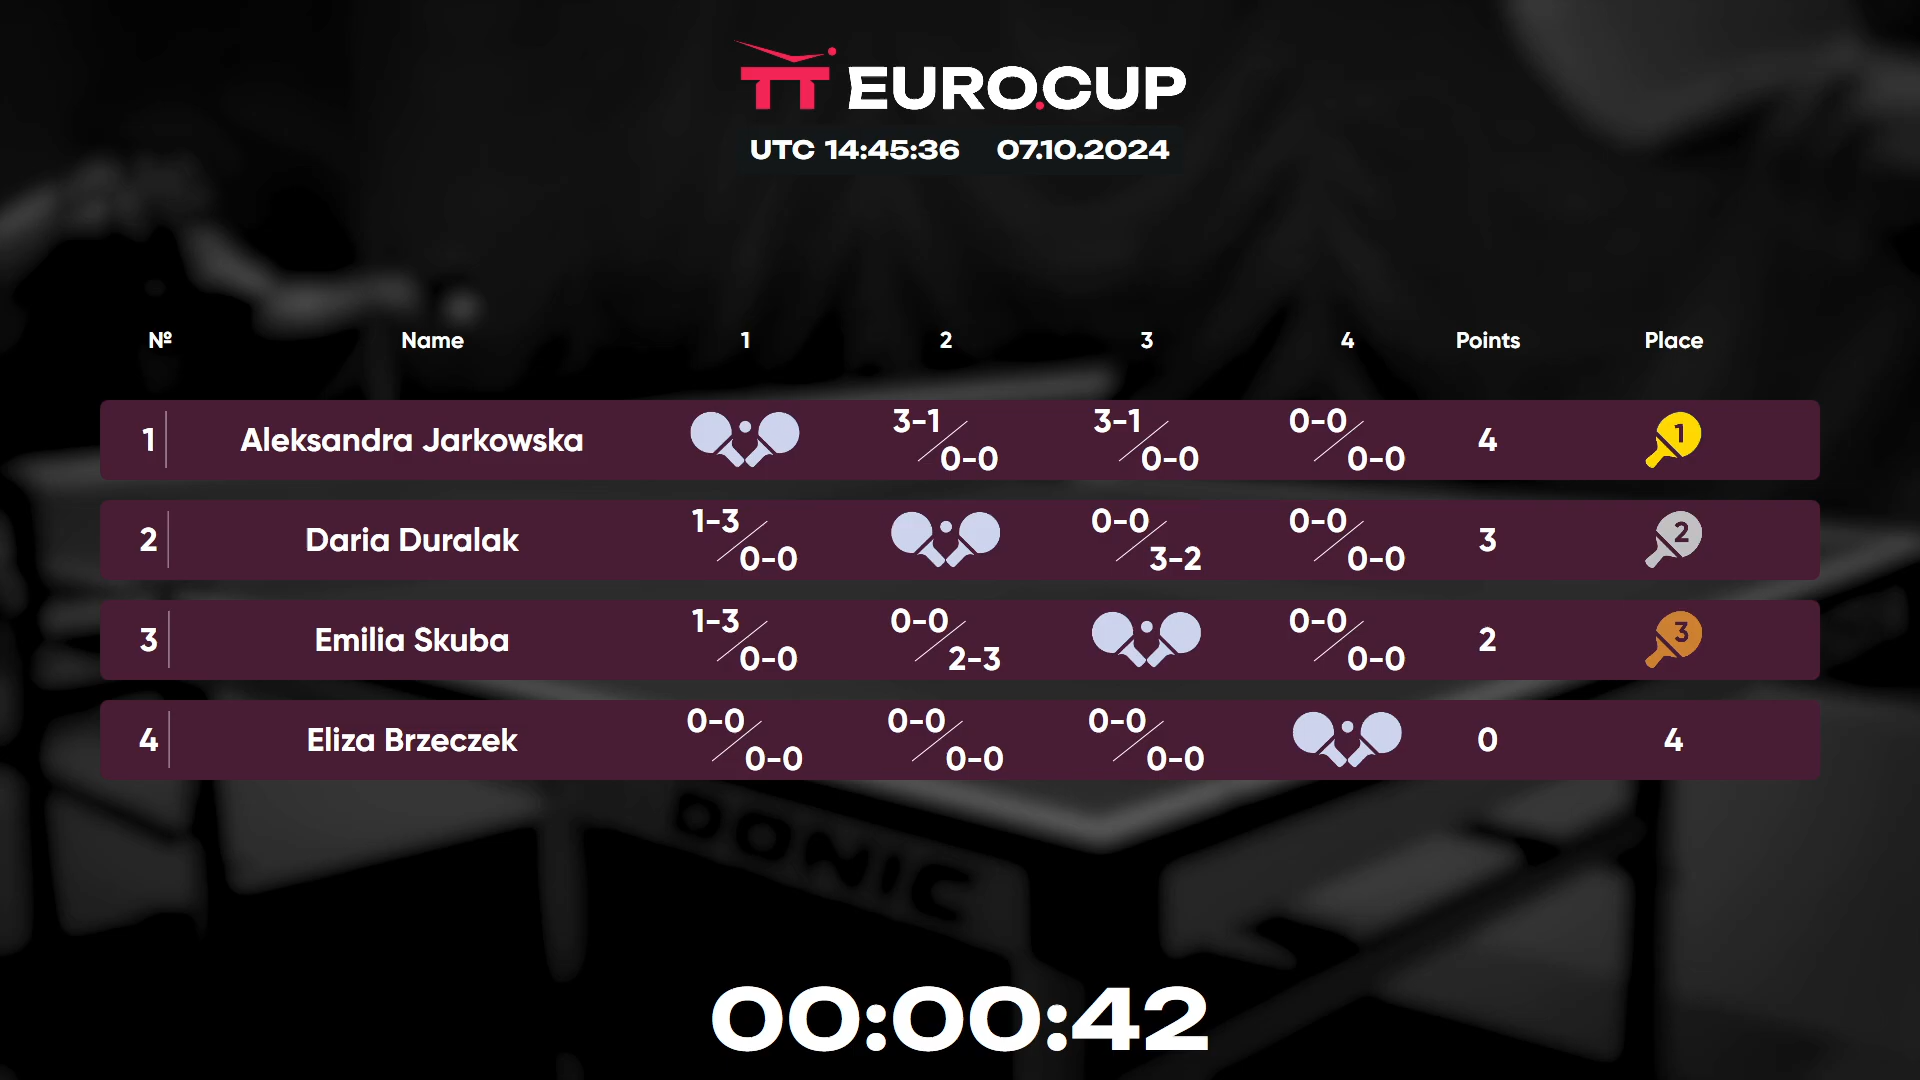 TT EURO.CUP
UTC 14:45:36 07.10.2024
Nº Name 1 2 3 4 Points Place
1 Aleksandra Jarkowska 3-1 0-0 3-1 0-0 0-0 0-0 4 1
2 Daria Duralak 1-3 0-0 0-0 3-2 0-0 0-0 3 2
3 Emilia Skuba 1-3 0-0 0-0 2-3 0-0 0-0 2 3
4 Eliza Brzeczek 0-0 0-0 0-0 0-0 0-0 0-0 0 4
DONIC
00:00:42